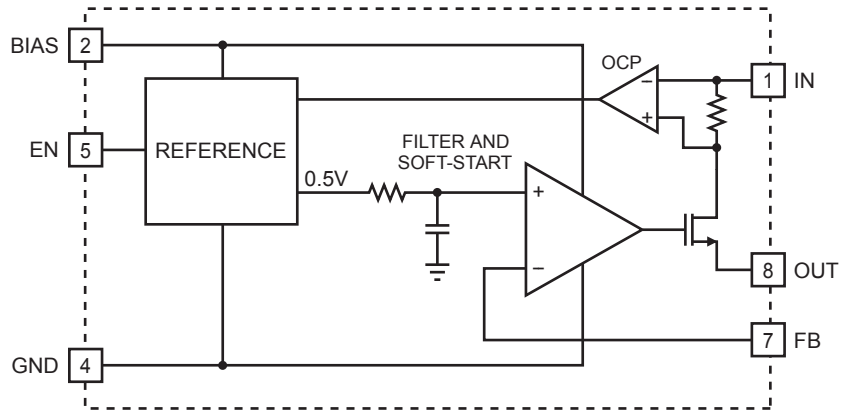 BIAS 2
OCP
1 IN
EN 5
REFERENCE
FILTER AND
SOFT-START
0.5V
−
+
+
−
8 OUT
7 FB
GND 4